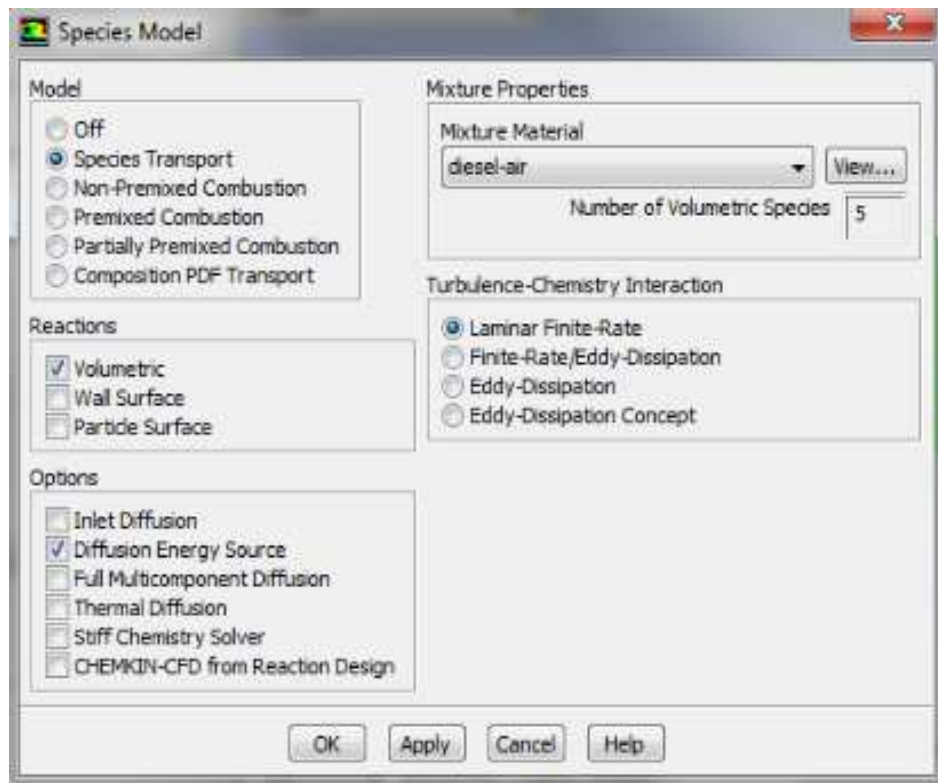 Species Model
Model
Off
Species Transport
Non-Premixed Combustion
Premixed Combustion
Partially Premixed Combustion
Composition PDF Transport
Reactions
Volumetric
Wall Surface
Particle Surface
Options
Inlet Diffusion
Diffusion Energy Source
Full Multicomponent Diffusion
Thermal Diffusion
Stiff Chemistry Solver
CHEMKIN-CFD from Reaction Design
Mixture Properties
Mixture Material
diesel-air View...
Number of Volumetric Species 5
Turbulence-Chemistry Interaction
Laminar Finite-Rate
Finite-Rate/Eddy-Dissipation
Eddy-Dissipation
Eddy-Dissipation Concept
OK Apply Cancel Help